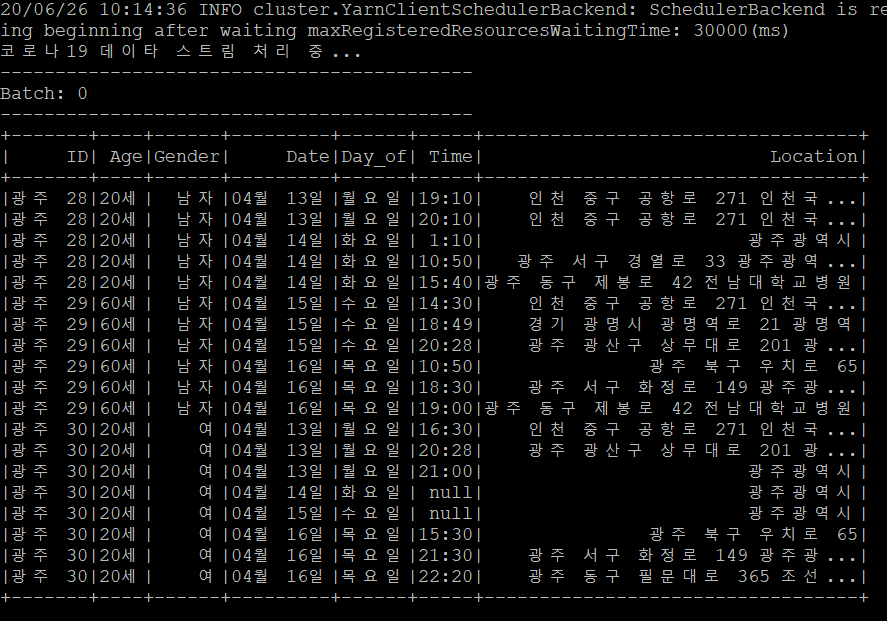 20/06/26 10:14:36 INFO cluster.YarnClientSchedulerBackend: SchedulerBackend is re
ing beginning after waiting maxRegisteredResourcesWaitingTime: 30000(ms)
코로나19 데이타 스트림 처리 중...
-------------------------------------------
Batch: 0
-------------------------------------------
+-------+----+------+----------+------+-----+----------------------------------+
|     ID| Age|Gender|     Date|Day_of| Time|                          Location|
+-------+----+------+----------+------+-----+----------------------------------+
|광주 28|20세| 남자|04월 13일|월요일|19:10| 인천 중구 공항로 271 인천국...|
|광주 28|20세| 남자|04월 13일|월요일|20:10| 인천 중구 공항로 271 인천국...|
|광주 28|20세| 남자|04월 14일|화요일| 1:10| 광주광역시|
|광주 28|20세| 남자|04월 14일|화요일|10:50| 광주 서구 경열로 33 광주광역...|
|광주 28|20세| 남자|04월 14일|화요일|15:40|광주 동구 제봉로 42 전남대학교병원|
|광주 29|60세| 남자|04월 15일|수요일|14:30| 인천 중구 공항로 271 인천국...|
|광주 29|60세| 남자|04월 15일|수요일|18:49| 경기 광명시 광명역로 21 광명역|
|광주 29|60세| 남자|04월 15일|수요일|20:28| 광주 광산구 상무대로 201 광...|
|광주 29|60세| 남자|04월 16일|목요일|10:50| 광주 북구 우치로 65|
|광주 29|60세| 남자|04월 16일|목요일|18:30| 광주 서구 화정로 149 광주광...|
|광주 29|60세| 남자|04월 16일|목요일|19:00|광주 동구 제봉로 42 전남대학교병원|
|광주 30|20세| 여|04월 13일|월요일|16:30| 인천 중구 공항로 271 인천국...|
|광주 30|20세| 여|04월 13일|월요일|20:28| 광주 광산구 상무대로 201 광...|
|광주 30|20세| 여|04월 13일|월요일|21:00| 광주광역시|
|광주 30|20세| 여|04월 14일|화요일| null| 광주광역시|
|광주 30|20세| 여|04월 15일|수요일| null| 광주광역시|
|광주 30|20세| 여|04월 16일|목요일|15:30| 광주 북구 우치로 65|
|광주 30|20세| 여|04월 16일|목요일|21:30| 광주 서구 화정로 149 광주광...|
|광주 30|20세| 여|04월 16일|목요일|22:20| 광주 동구 필문대로 365 조선...|
+-------+----+------+----------+------+-----+----------------------------------+